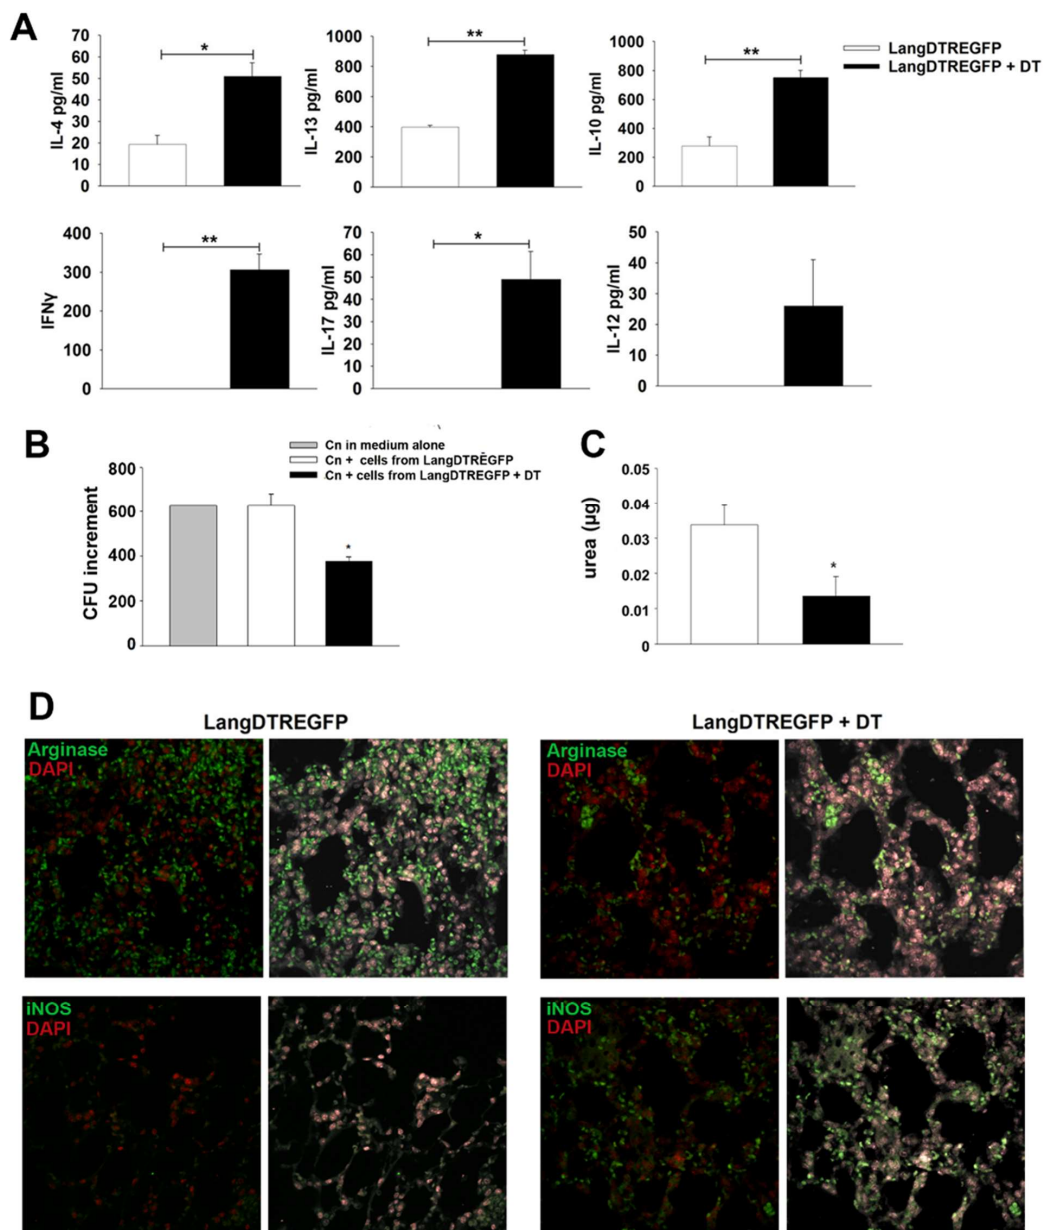 A
LangDTREGFP
LangDTREGFP + DT
IL-4 pg/ml
70
60
50
40
30
20
10
0
*
IL-13 pg/ml
1000
800
600
400
200
0
**
IL-10 pg/ml
1000
800
600
400
200
0
**
IFNγ
400
300
200
100
0
**
IL-17 pg/ml
70
60
50
40
30
20
10
0
*
IL-12 pg/ml
50
40
30
20
10
0
B
Cn in medium alone
Cn + cells from LangDTREGFP
Cn + cells from LangDTREGFP + DT
CFU increment
800
600
400
200
0
*
C
urea (µg)
0.05
0.04
0.03
0.02
0.01
0
*
D
LangDTREGFP
LangDTREGFP + DT
Arginase
DAPI
Arginase
DAPI
iNOS
DAPI
iNOS
DAPI